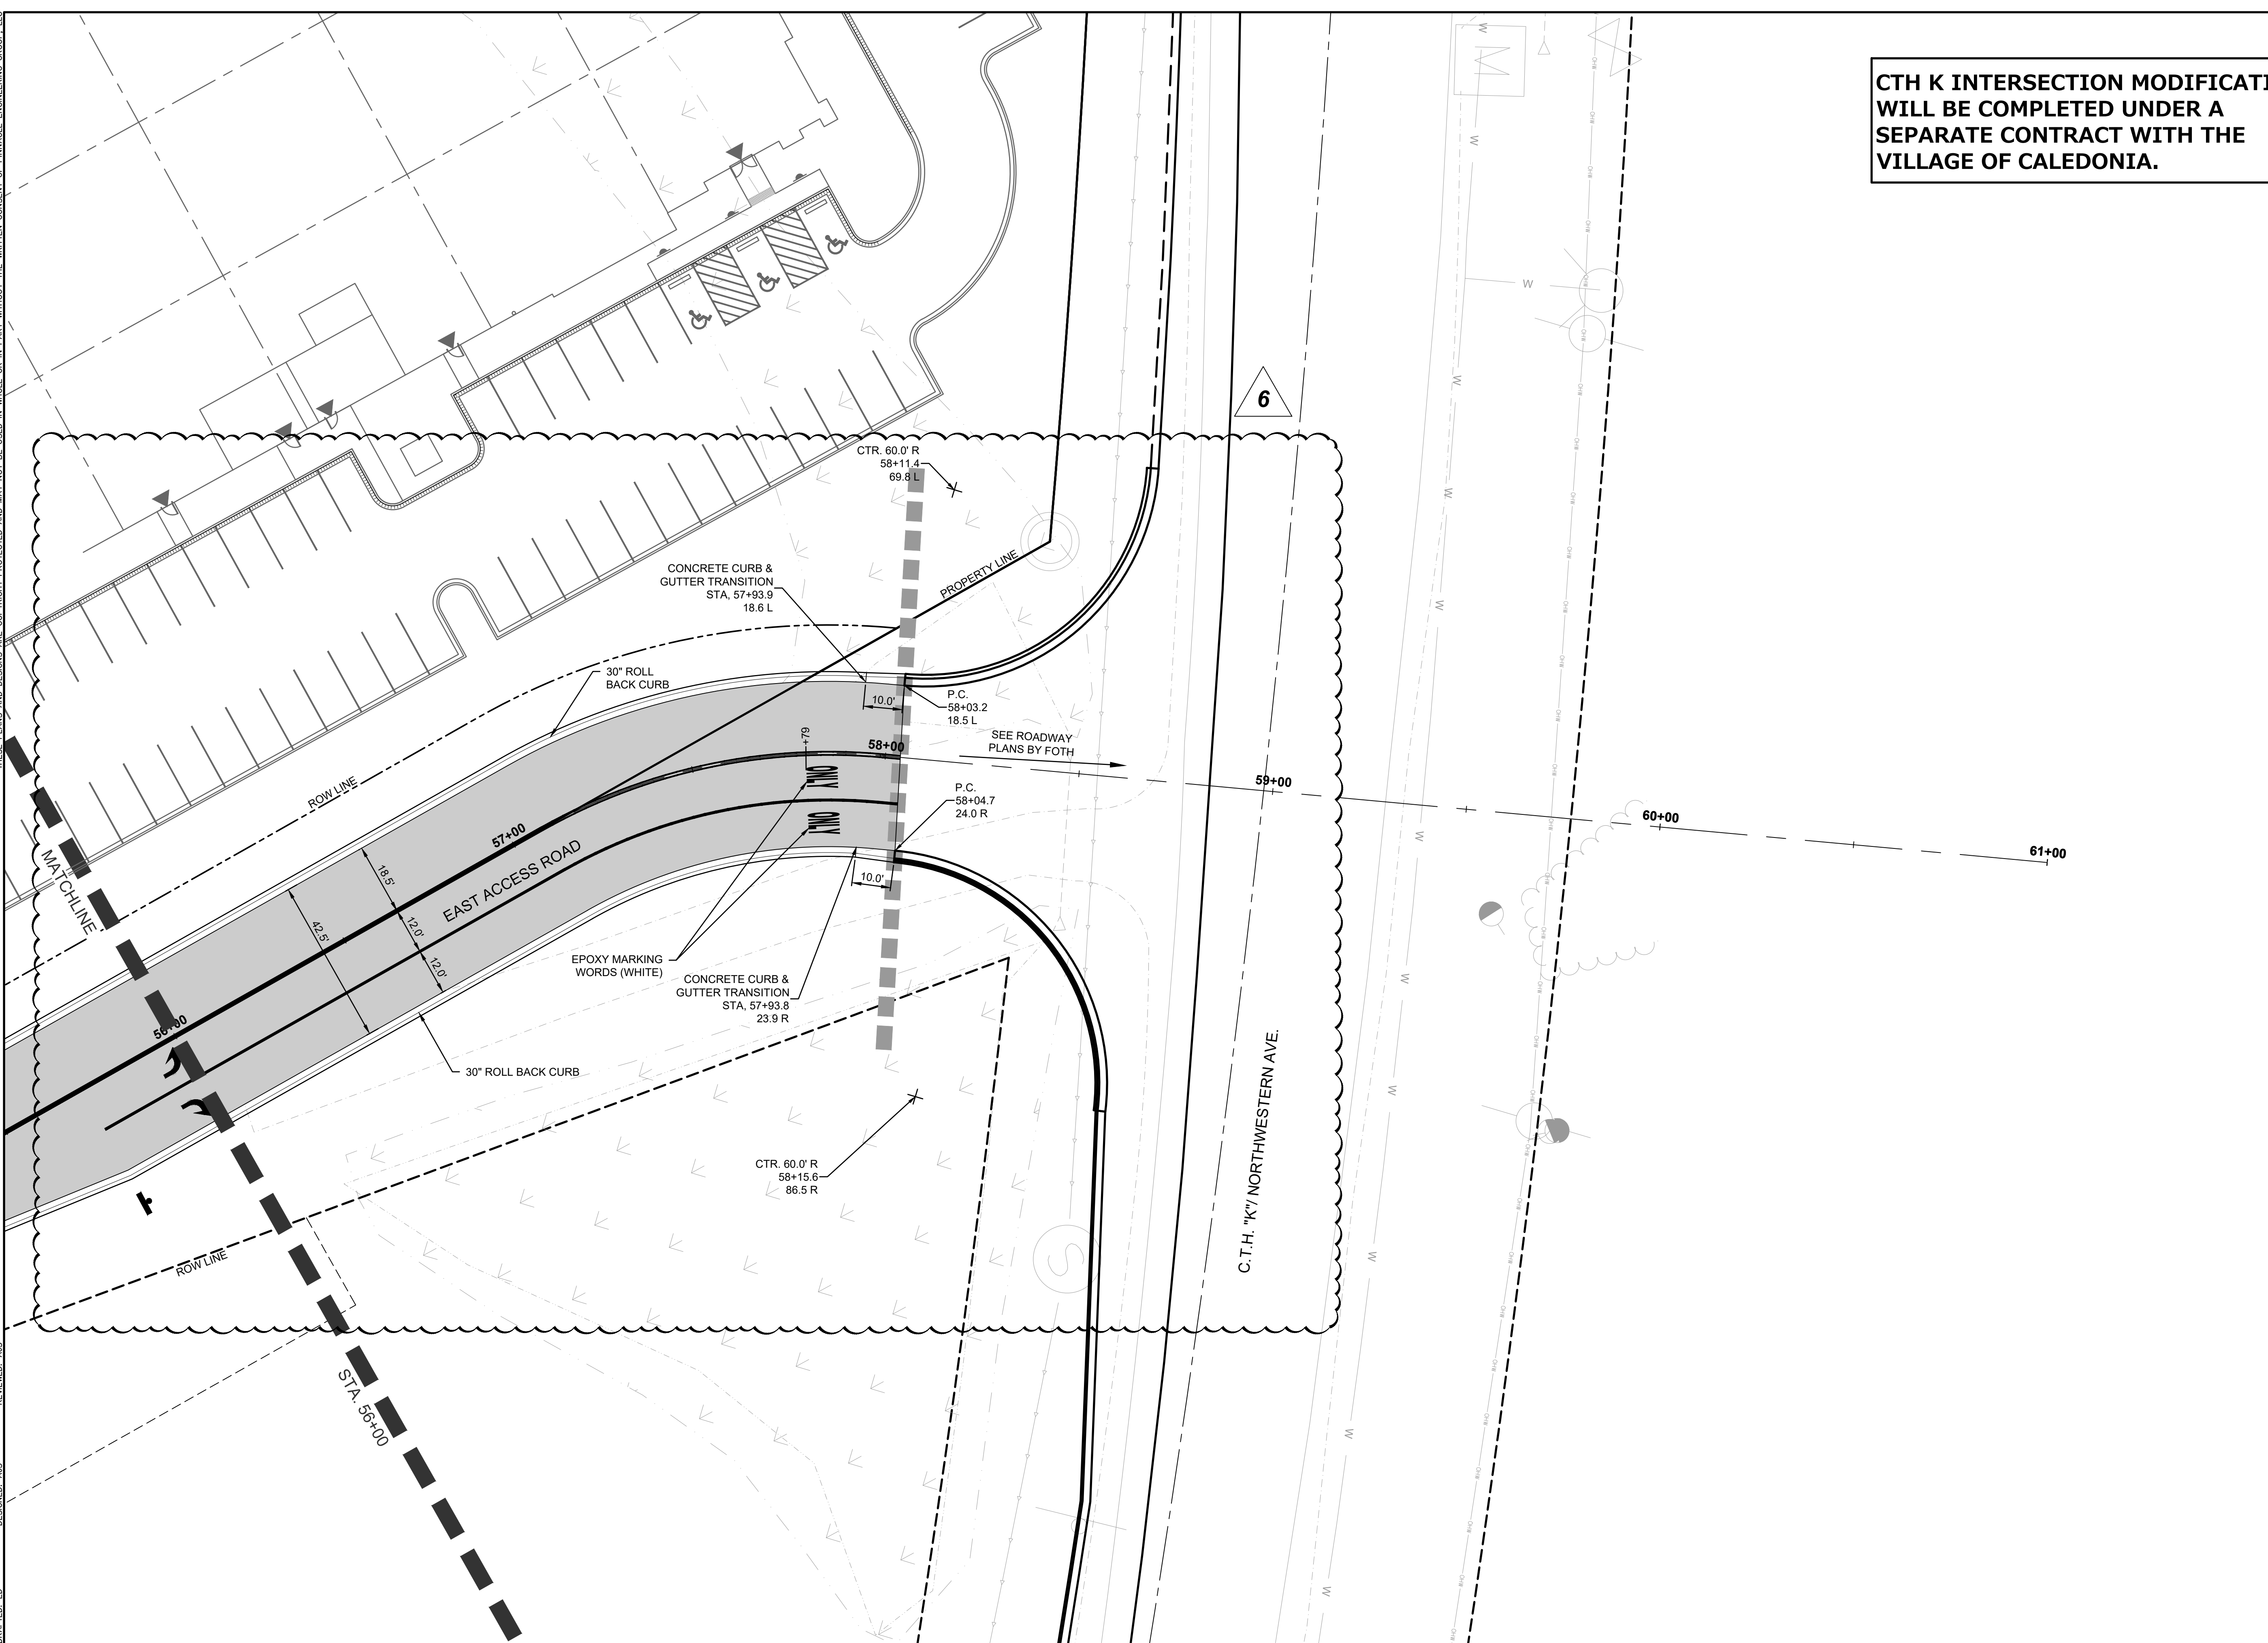 CTH K INTERSECTION MODIFICATI
WILL BE COMPLETED UNDER A
SEPARATE CONTRACT WITH THE
VILLAGE OF CALEDONIA.
6
CTR. 60.0' R
58+11.4
69.8 L
CONCRETE CURB &
GUTTER TRANSITION
STA, 57+93.9
18.6 L
PROPERTY LINE
30" ROLL
BACK CURB
10.0'
P.C.
58+03.2
18.5 L
+79
58+00
SEE ROADWAY
PLANS BY FOTH
ONLY
ONLY
59+00
60+00
61+00
P.C.
58+04.7
24.0 R
10.0'
ROW LINE
57+00
EAST ACCESS ROAD
MATCHLINE
18.5'
12.0'
12.0'
42.5'
EPOXY MARKING
WORDS (WHITE)
CONCRETE CURB &
GUTTER TRANSITION
STA, 57+93.8
23.9 R
56+00
30" ROLL BACK CURB
CTR. 60.0' R
58+15.6
86.5 R
C.T.H. "K"/ NORTHWESTERN AVE.
S
ROW LINE
STA. 56+00
W
W
W
W
W
W
W
W
W
W
W
W
W
M